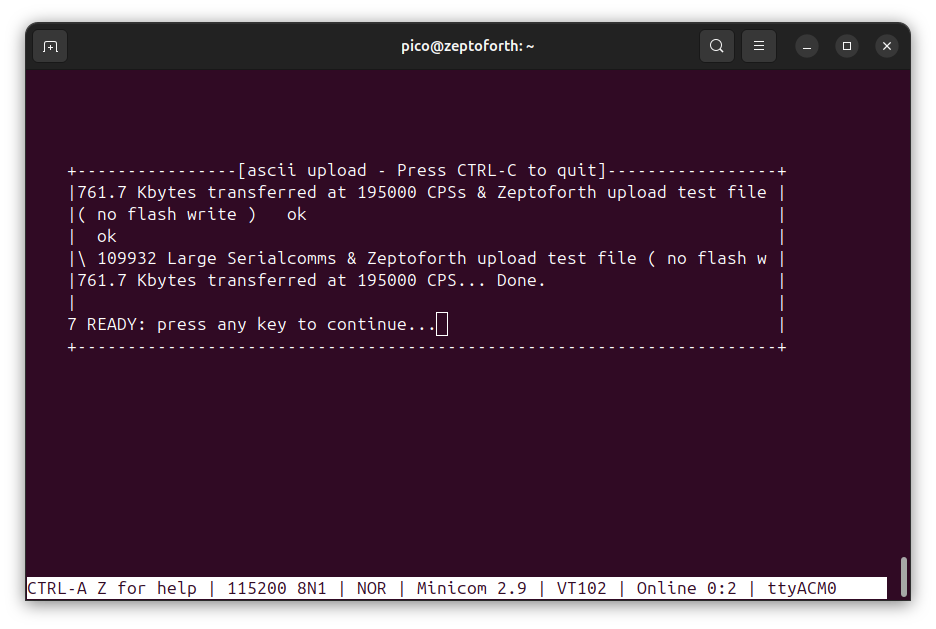 pico@zeptoforth: ~
+----------------[ascii upload - Press CTRL-C to quit]-----------------+
|761.7 Kbytes transferred at 195000 CPSs & Zeptoforth upload test file |
|( no flash write )   ok                                               |
|  ok                                                                  |
|\ 109932 Large Serialcomms & Zeptoforth upload test file ( no flash w |
|761.7 Kbytes transferred at 195000 CPS... Done.                       |
|                                                                      |
7 READY: press any key to continue...                                  |
+----------------------------------------------------------------------+
CTRL-A Z for help | 115200 8N1 | NOR | Minicom 2.9 | VT102 | Online 0:2 | ttyACM0